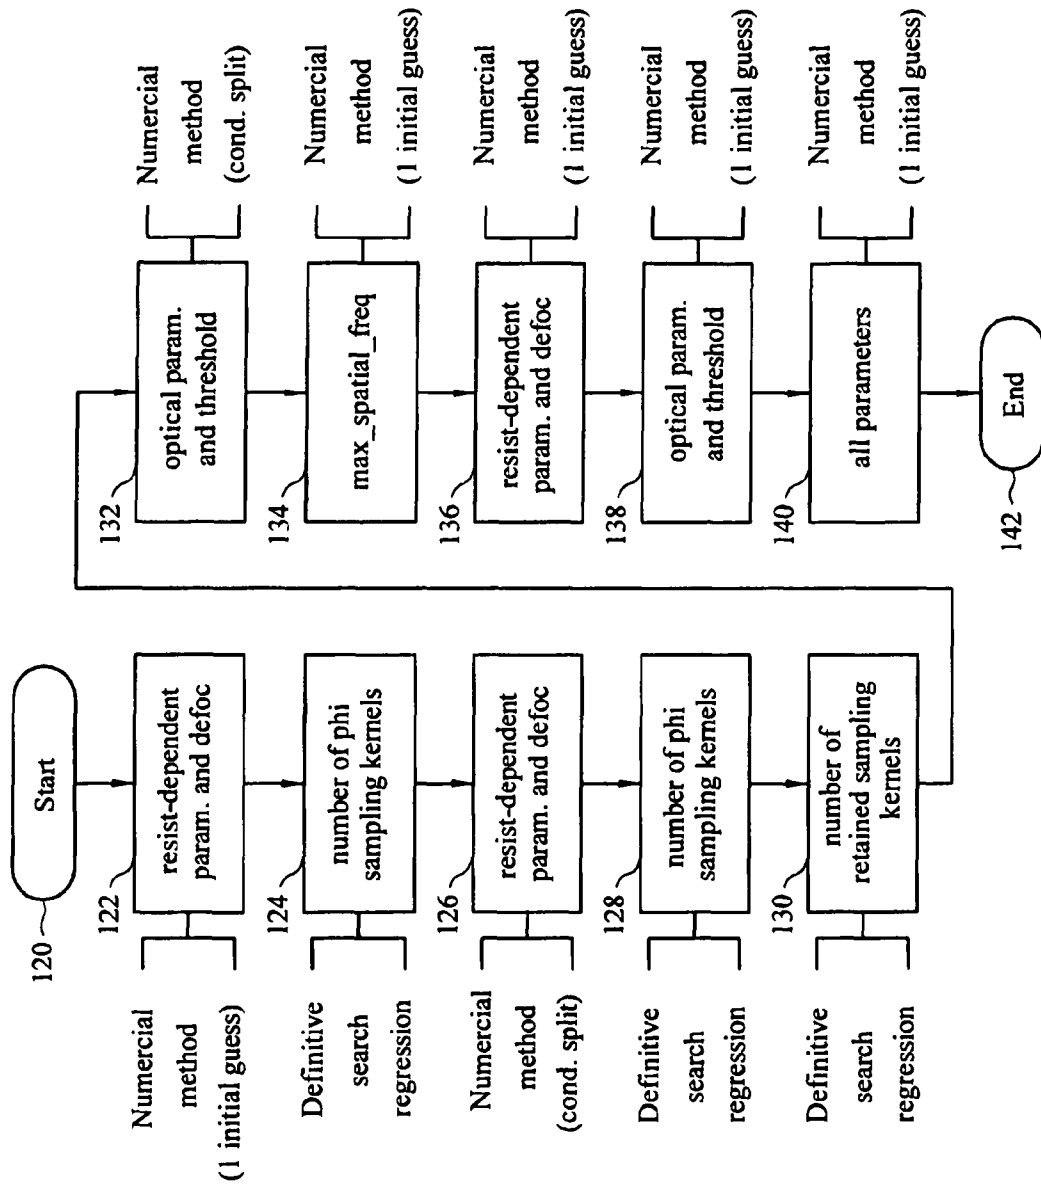 Start
120
Numercial
method
(1 initial guess)
122
resist-dependent
param. and defoc
Definitive
search
regression
124
number of phi
sampling kernels
Numercial
method
(cond. split)
126
resist-dependent
param. and defoc
Definitive
search
regression
128
number of phi
sampling kernels
Definitive
search
regression
130
number of
retained sampling
kernels
132
optical param.
and threshold
Numercial
method
(cond. split)
134
max_spatial_freq
Numercial
method
(1 initial guess)
136
resist-dependent
param. and defoc
Numercial
method
(1 initial guess)
138
optical param.
and threshold
Numercial
method
(1 initial guess)
140
all parameters
Numercial
method
(1 initial guess)
End
142